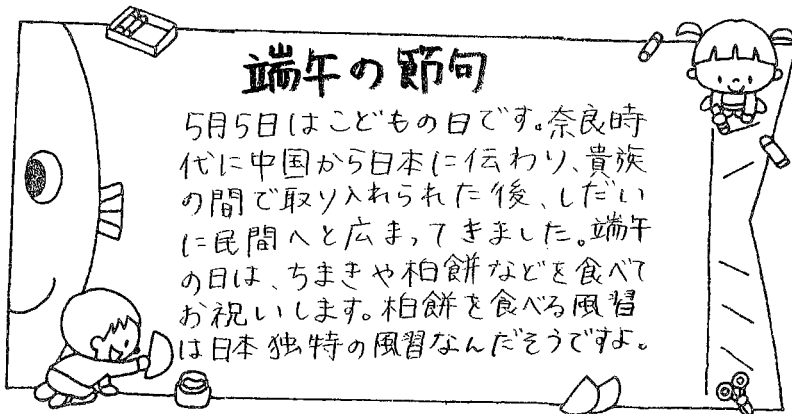 端午の節句
5月5日はこどもの日です。奈良時
代に中国から日本に伝わり、貴族
の間で取り入れられた後、しだい
に民間へと広まってきました。端午
の日は、ちまきや柏餅などを食べて
お祝いします。柏餅を食べる風習
は日本独特の風習なんだそうですよ。